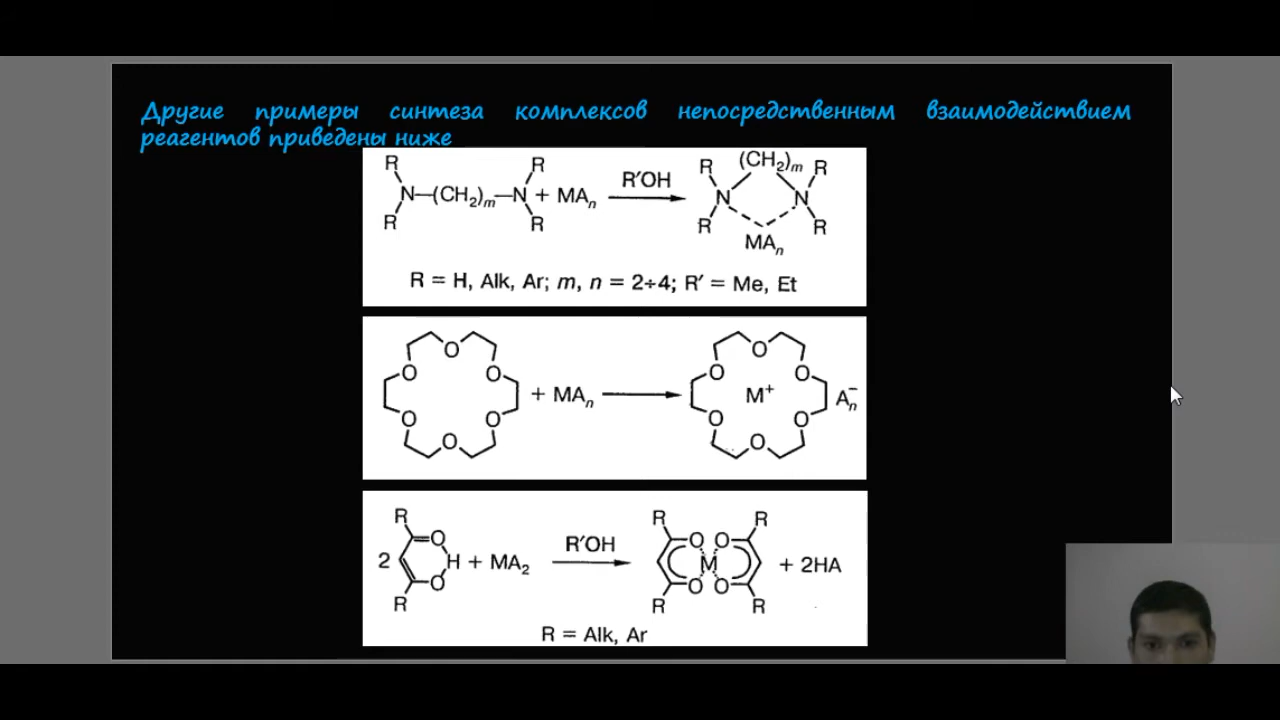 Другие примеры синтеза комплексов непосредственным взаимодействием
реагентов приведены ниже
R R R (CH₂)ₘ R
N—(CH₂)ₘ—N + MAₙ R′OH N N
R R R R
MAₙ
R = H, Alk, Ar; m, n = 2÷4; R′ = Me, Et
O O
O O O O
+ MAₙ M⁺ Aₙ⁻
O O O O
O O
R R R
O R′OH O O
2 H + MA₂ M + 2HA
O O O
R R R
R = Alk, Ar